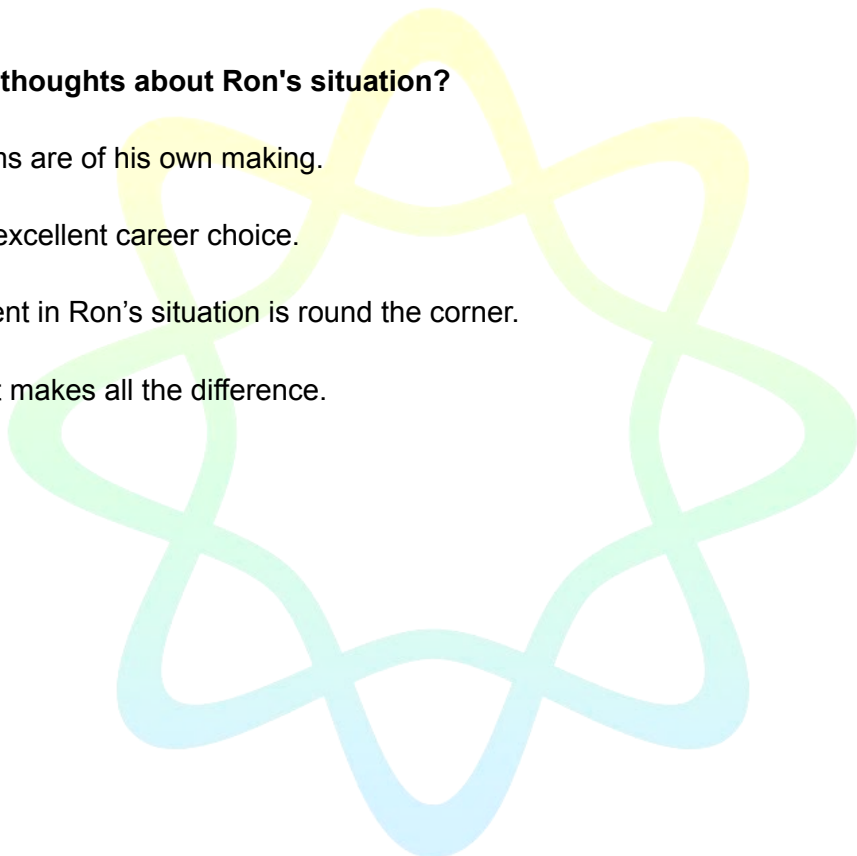 thoughts about Ron's situation?
ns are of his own making.
excellent career choice.
ent in Ron’s situation is round the corner.
t makes all the difference.